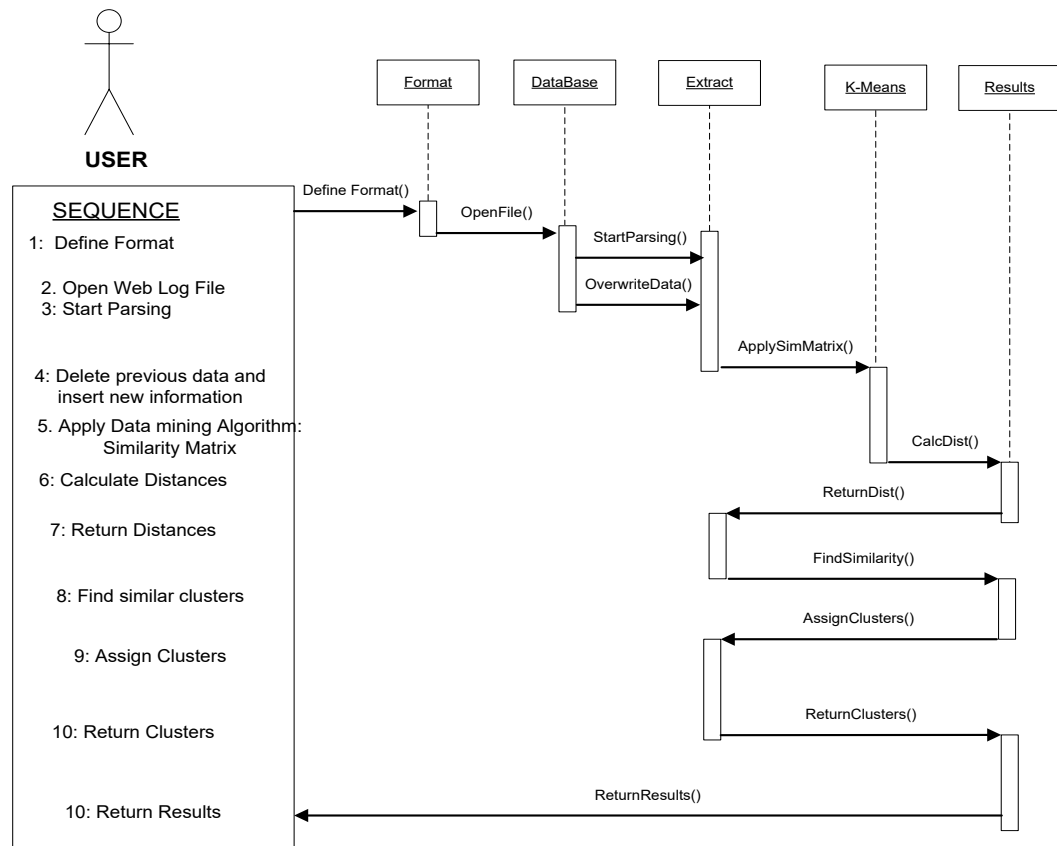 Format
DataBase
Extract
K-Means
Results
USER
SEQUENCE
1: Define Format
2. Open Web Log File
3: Start Parsing
4: Delete previous data and
insert new information
5. Apply Data mining Algorithm:
Similarity Matrix
6: Calculate Distances
7: Return Distances
8: Find similar clusters
9: Assign Clusters
10: Return Clusters
10: Return Results
Define Format()
OpenFile()
StartParsing()
OverwriteData()
ApplySimMatrix()
CalcDist()
ReturnDist()
FindSimilarity()
AssignClusters()
ReturnClusters()
ReturnResults()